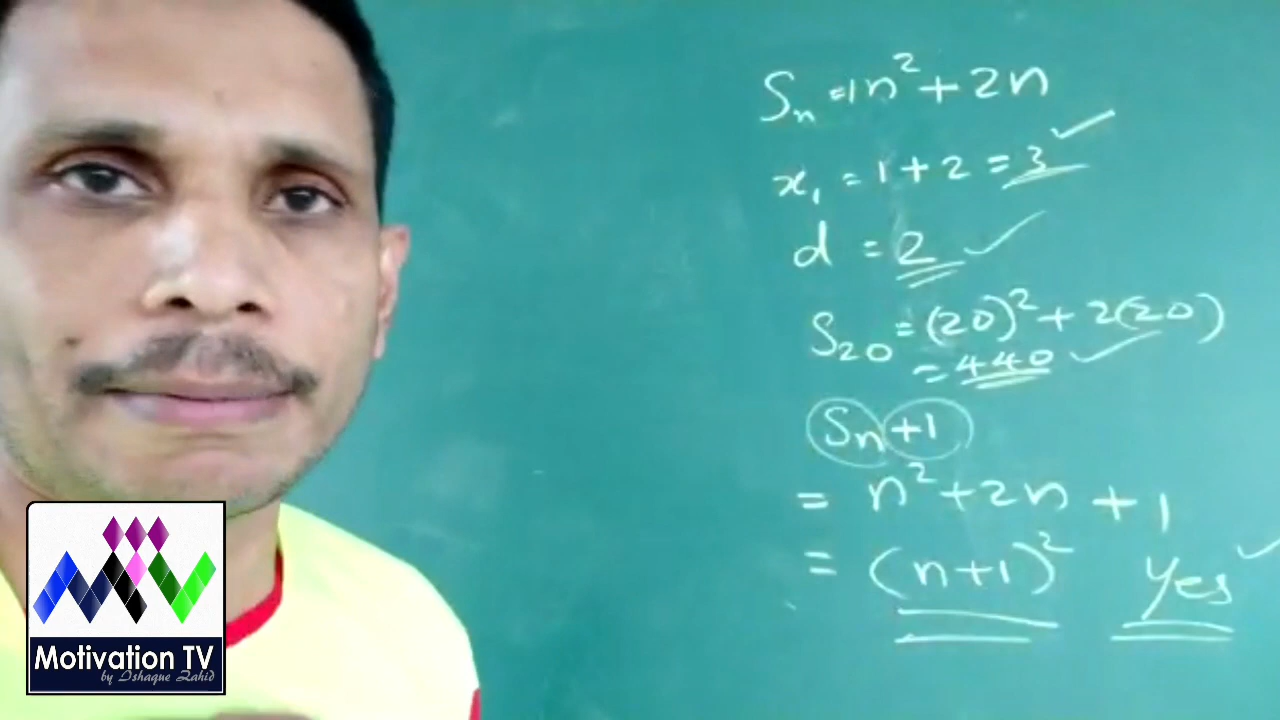 Sₙ = 1n² + 2n
x₁ = 1 + 2 = 3
d = 2
S₂₀ = (20)² + 2(20)
= 440
Sₙ + 1
= n² + 2n + 1
= (n+1)² Yes
Motivation TV
by Ishaque Zahid